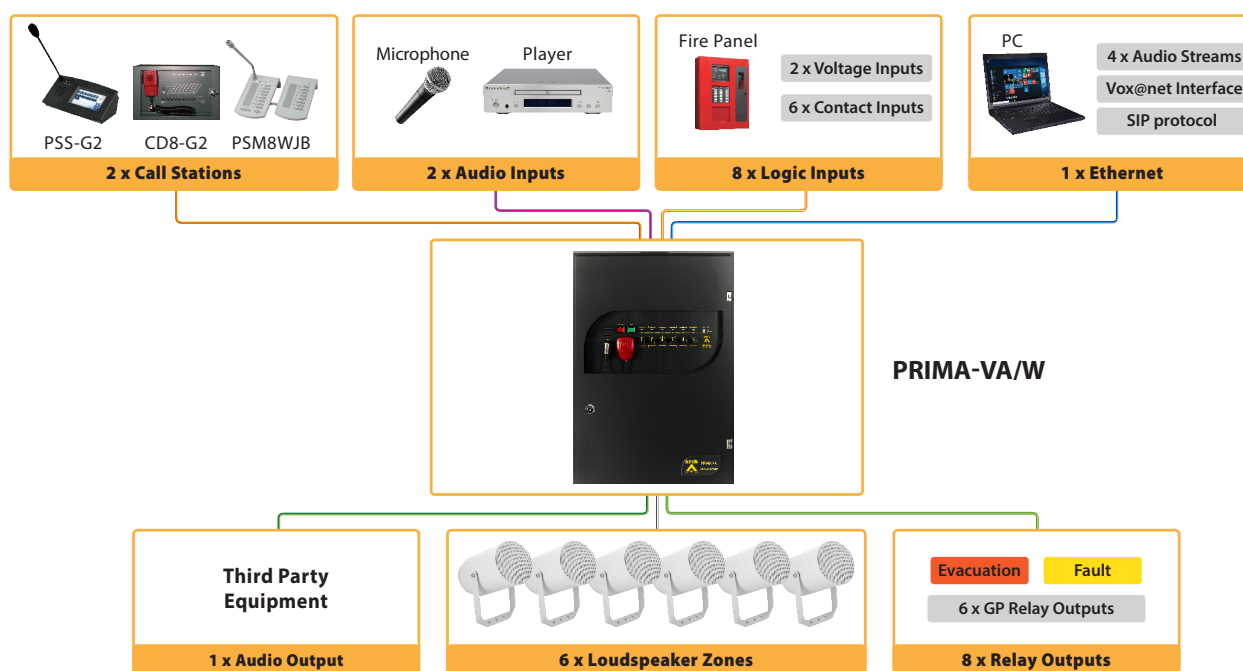 Microphone
Player
Fire Panel
PC
2 x Voltage Inputs
6 x Contact Inputs
4 x Audio Streams
Vox@net Interface
SIP protocol
PSS-G2
CD8-G2
PSM8WJB
2 x Call Stations
2 x Audio Inputs
8 x Logic Inputs
1 x Ethernet
PRIMA-VA/W
Third Party
Equipment
Evacuation
Fault
6 x GP Relay Outputs
1 x Audio Output
6 x Loudspeaker Zones
8 x Relay Outputs